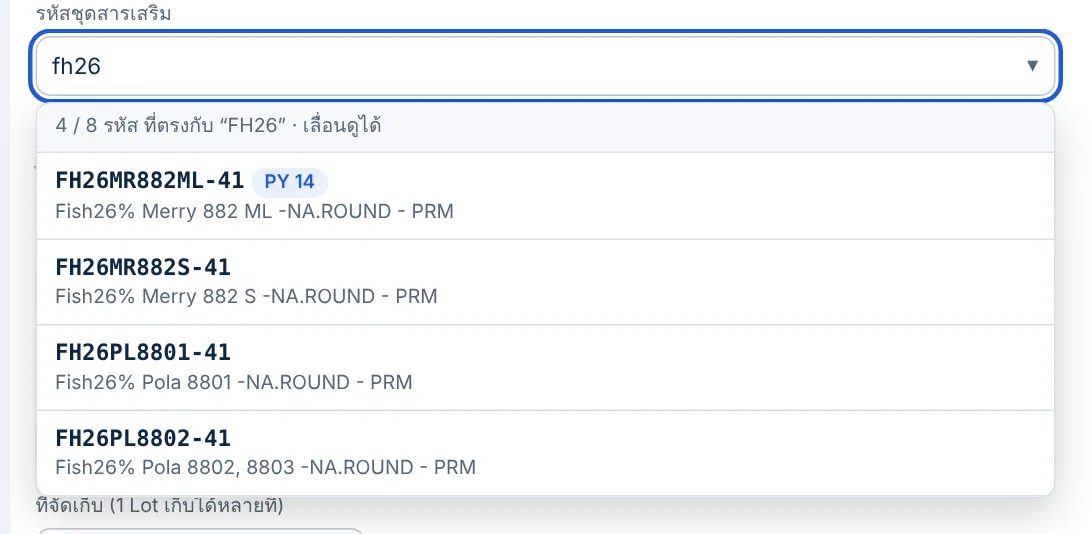 รหัสชุดสารเสริม
fh26 ▼
4 / 8 รหัส ที่ตรงกับ “FH26” · เลื่อนดูได้
FH26MR882ML-41 PY 14
Fish26% Merry 882 ML -NA.ROUND - PRM
FH26MR882S-41
Fish26% Merry 882 S -NA.ROUND - PRM
FH26PL8801-41
Fish26% Pola 8801 -NA.ROUND - PRM
FH26PL8802-41
Fish26% Pola 8802, 8803 -NA.ROUND - PRM
ที่จัดเก็บ (1 Lot เก็บได้หลายที่)